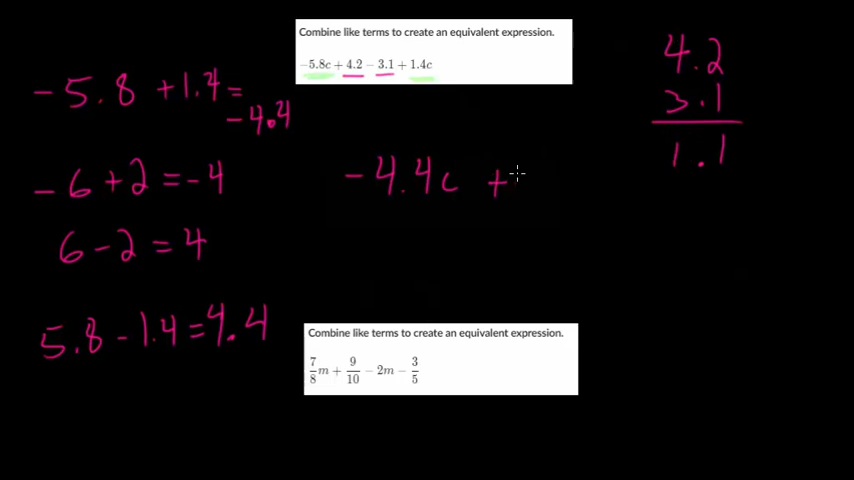 Combine like terms to create an equivalent expression.
−5.8c + 4.2 − 3.1 + 1.4c
-5.8 +1.4 =
-4.4
-6+2 =-4
6-2 = 4
5.8-1.4=4.4
-4.4c +
4.2
3.1
1.1
Combine like terms to create an equivalent expression.
7/8 m + 9/10 − 2m − 3/5